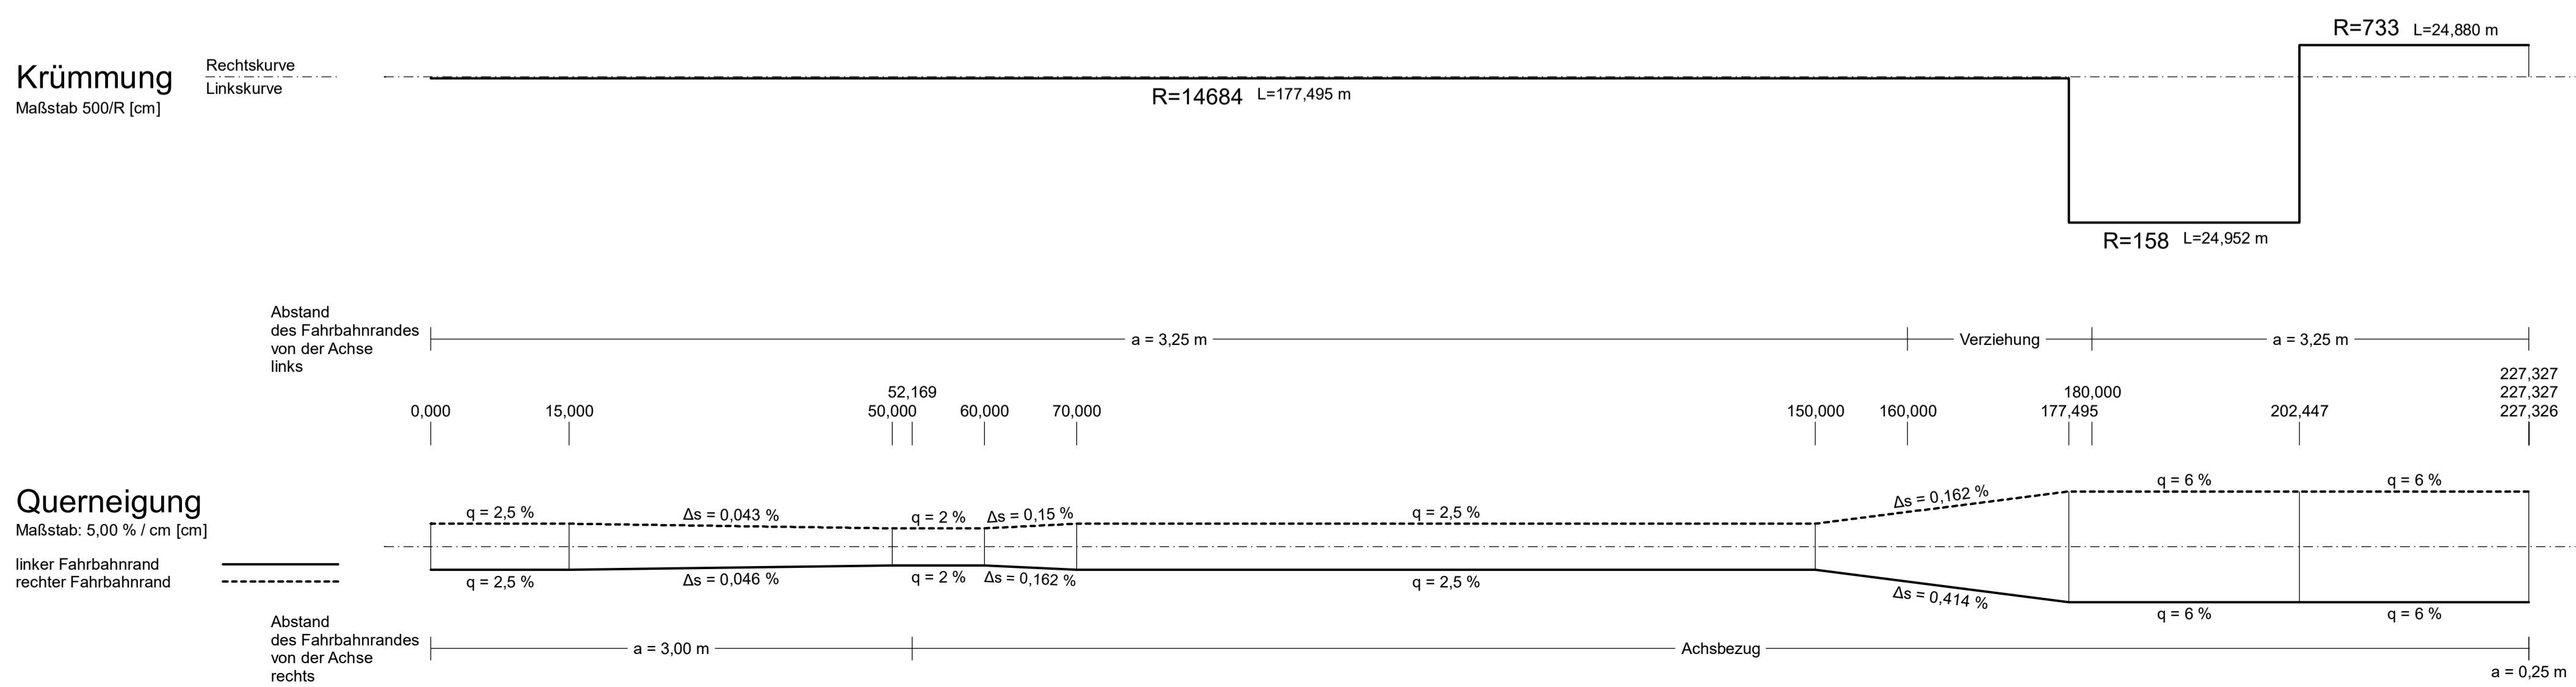 R=733 L=24,880 m
Krümmung
Rechtskurve
Linkskurve
Maßstab 500/R [cm]
R=14684 L=177,495 m
R=158 L=24,952 m
Abstand
des Fahrbahnrandes
von der Achse
links
a = 3,25 m
Verziehung
a = 3,25 m
227,327
52,169
180,000
227,327
0,000
15,000
50,000
60,000
70,000
150,000
160,000
177,495
202,447
227,326
Querneigung
Maßstab: 5,00 % / cm [cm]
linker Fahrbahnrand
rechter Fahrbahnrand
q = 2,5 %
Δs = 0,043 %
q = 2 %
Δs = 0,15 %
q = 2,5 %
Δs = 0,162 %
q = 6 %
q = 6 %
q = 2,5 %
Δs = 0,046 %
q = 2 %
Δs = 0,162 %
q = 2,5 %
Δs = 0,414 %
q = 6 %
q = 6 %
Abstand
des Fahrbahnrandes
von der Achse
rechts
a = 3,00 m
Achsbezug
a = 0,25 m